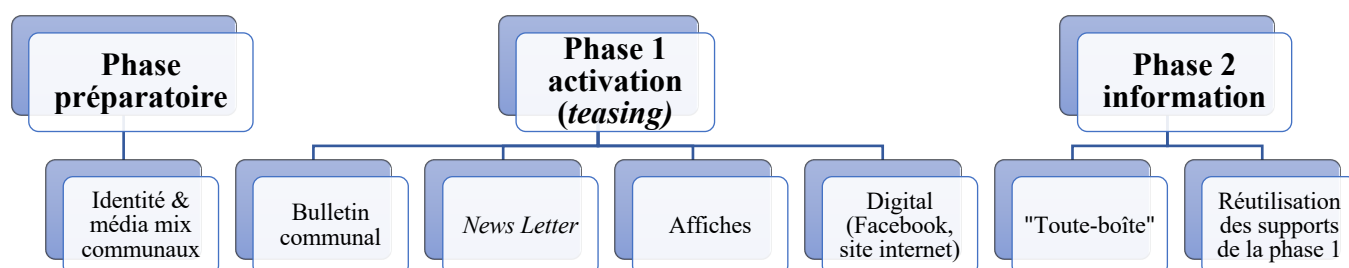 Phase
préparatoire
Phase 1
activation
(teasing)
Phase 2
information
Identité &
média mix
communaux
Bulletin
communal
News Letter
Affiches
Digital
(Facebook,
site internet)
"Toute-boîte"
Réutilisation
des supports
de la phase 1